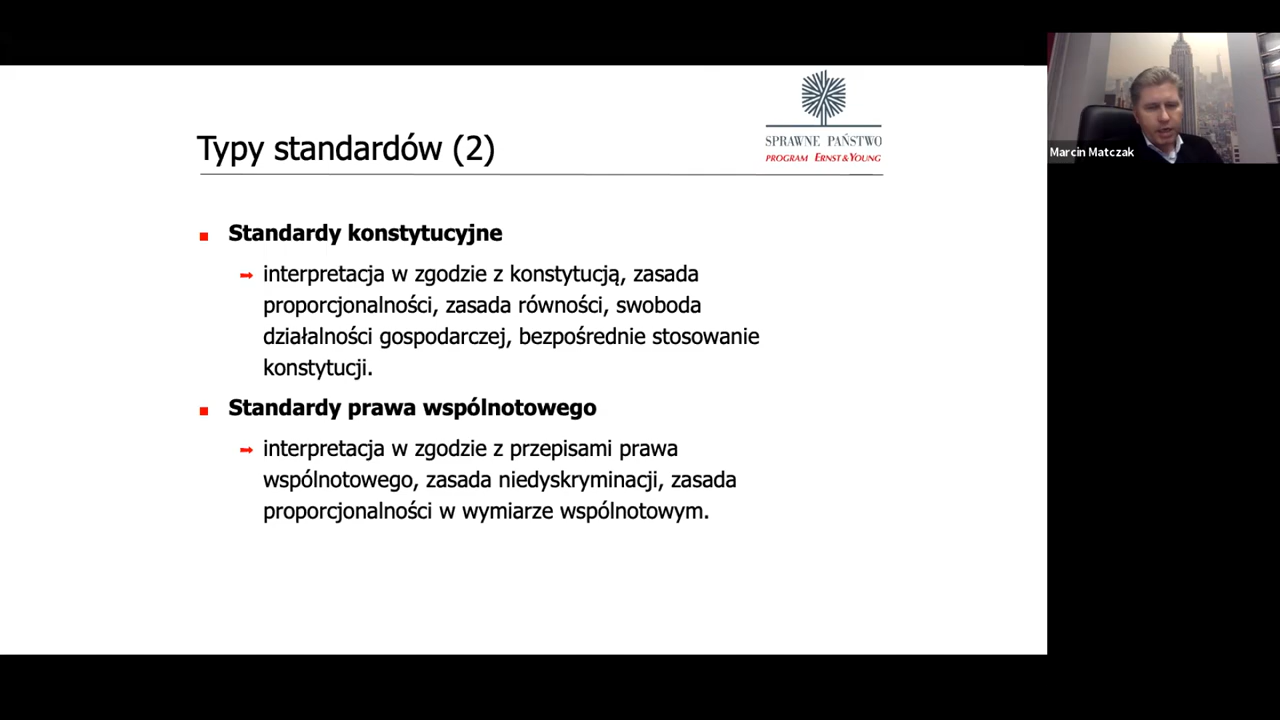 SPRAWNE PAŃSTWO
PROGRAM ERNST & YOUNG
Typy standardów (2)
Standardy konstytucyjne
interpretacja w zgodzie z konstytucją, zasada
proporcjonalności, zasada równości, swoboda
działalności gospodarczej, bezpośrednie stosowanie
konstytucji.
Standardy prawa wspólnotowego
interpretacja w zgodzie z przepisami prawa
wspólnotowego, zasada niedyskryminacji, zasada
proporcjonalności w wymiarze wspólnotowym.
Marcin Matczak